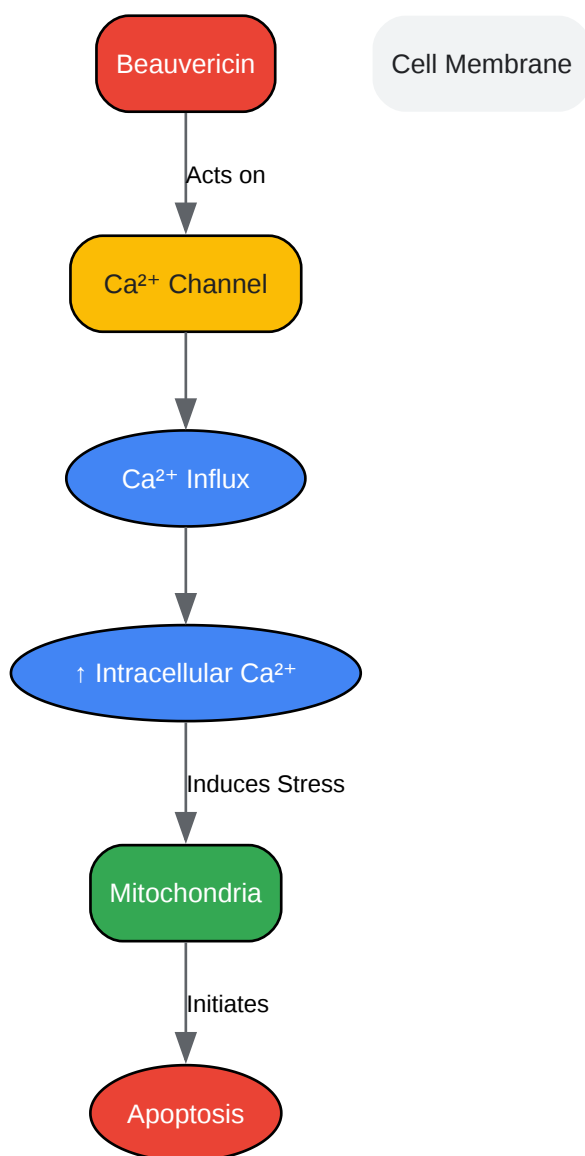 Beauvericin
Cell Membrane
Acts on
Ca²⁺ Channel
Ca²⁺ Influx
↑ Intracellular Ca²⁺
Induces Stress
Mitochondria
Initiates
Apoptosis